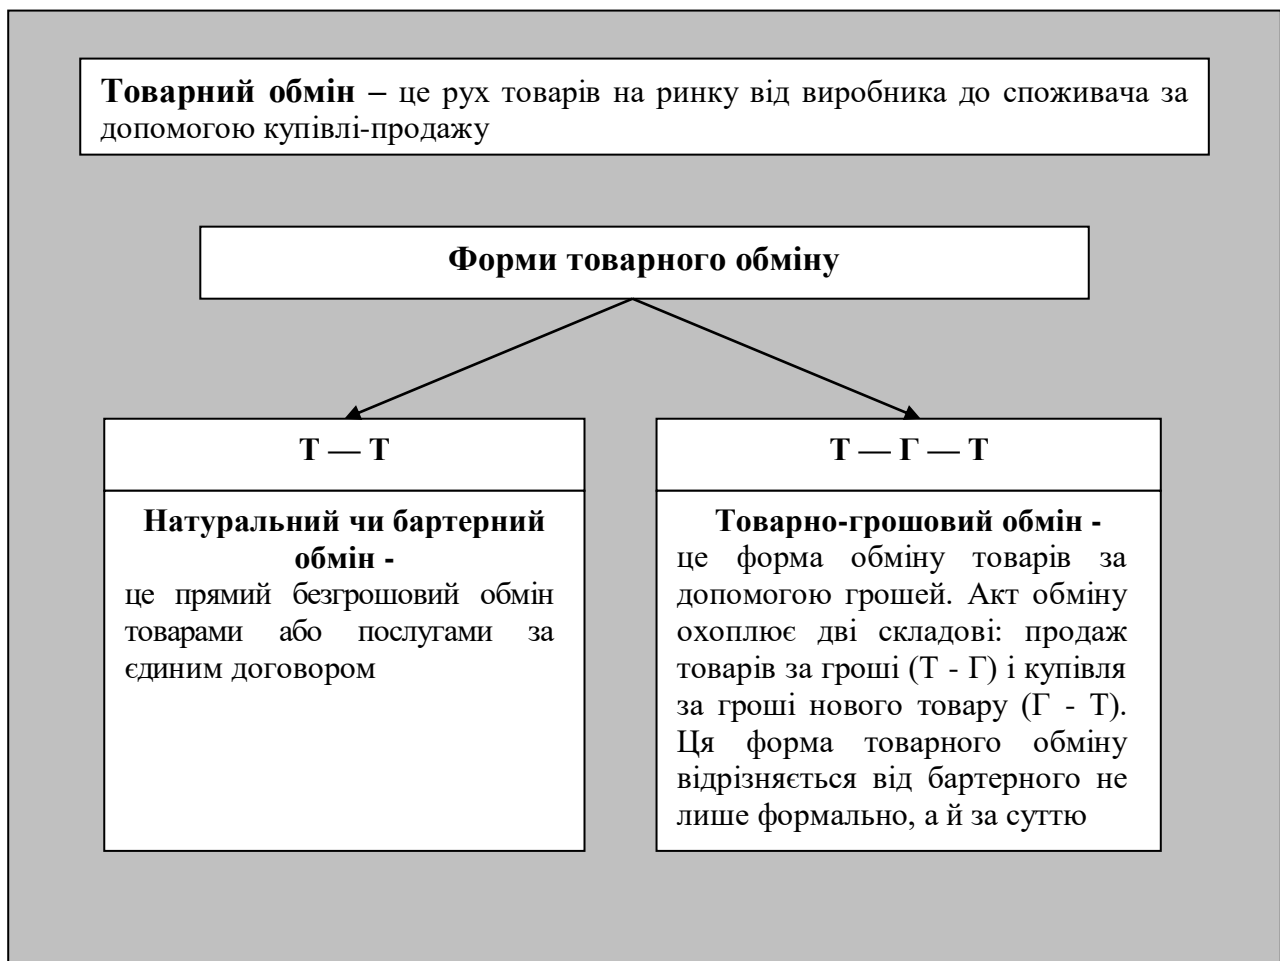 Товарний обмін – це рух товарів на ринку від виробника до споживача за
допомогою купівлі-продажу
Форми товарного обміну
Т — Т
Натуральний чи бартерний
обмін -
це прямий безгрошовий обмін
товарами або послугами за
єдиним договором
Т — Г — Т
Товарно-грошовий обмін -
це форма обміну товарів за
допомогою грошей. Акт обміну
охоплює дві складові: продаж
товарів за гроші (Т - Г) і купівля
за гроші нового товару (Г - Т).
Ця форма товарного обміну
відрізняється від бартерного не
лише формально, а й за суттю